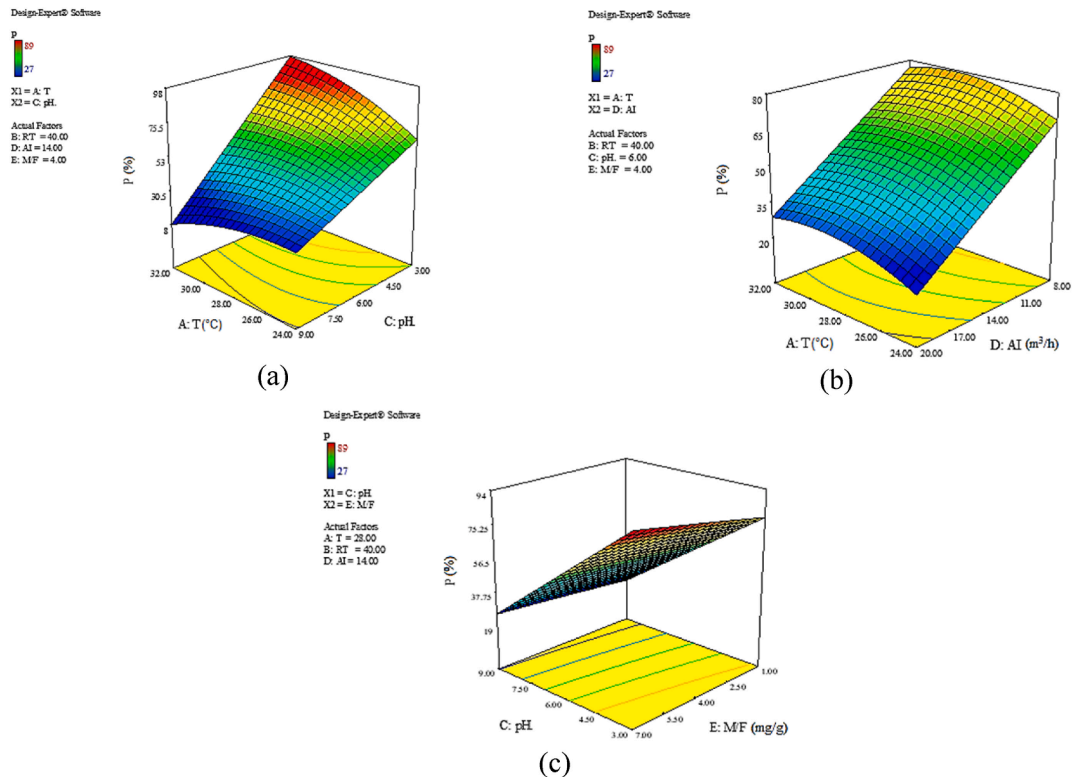 Design-Expert® Software
P
89
27
X1 = A: T
X2 = C: pH.
Actual Factors
B: RT = 40.00
D: AI = 14.00
E: M/F = 4.00
98
75.5
53
30.5
8
P (%)
32.00
30.00
28.00
26.00
24.00
A: T(°C)
9.00
7.50
6.00
4.50
3.00
C: pH.
(a)
Design-Expert® Software
P
89
27
X1 = A: T
X2 = D: AI
Actual Factors
B: RT = 40.00
C: pH. = 6.00
E: M/F = 4.00
80
65
50
35
20
P (%)
32.00
30.00
28.00
26.00
24.00
A: T(°C)
20.00
17.00
14.00
11.00
8.00
D: AI (m³/h)
(b)
Design-Expert® Software
P
89
27
X1 = C: pH.
X2 = E: M/F
Actual Factors
A: T = 28.00
B: RT = 40.00
D: AI = 14.00
94
75.25
56.5
37.75
19
P (%)
9.00
7.50
6.00
4.50
3.00
C: pH.
7.00
5.50
4.00
2.50
1.00
E: M/F (mg/g)
(c)